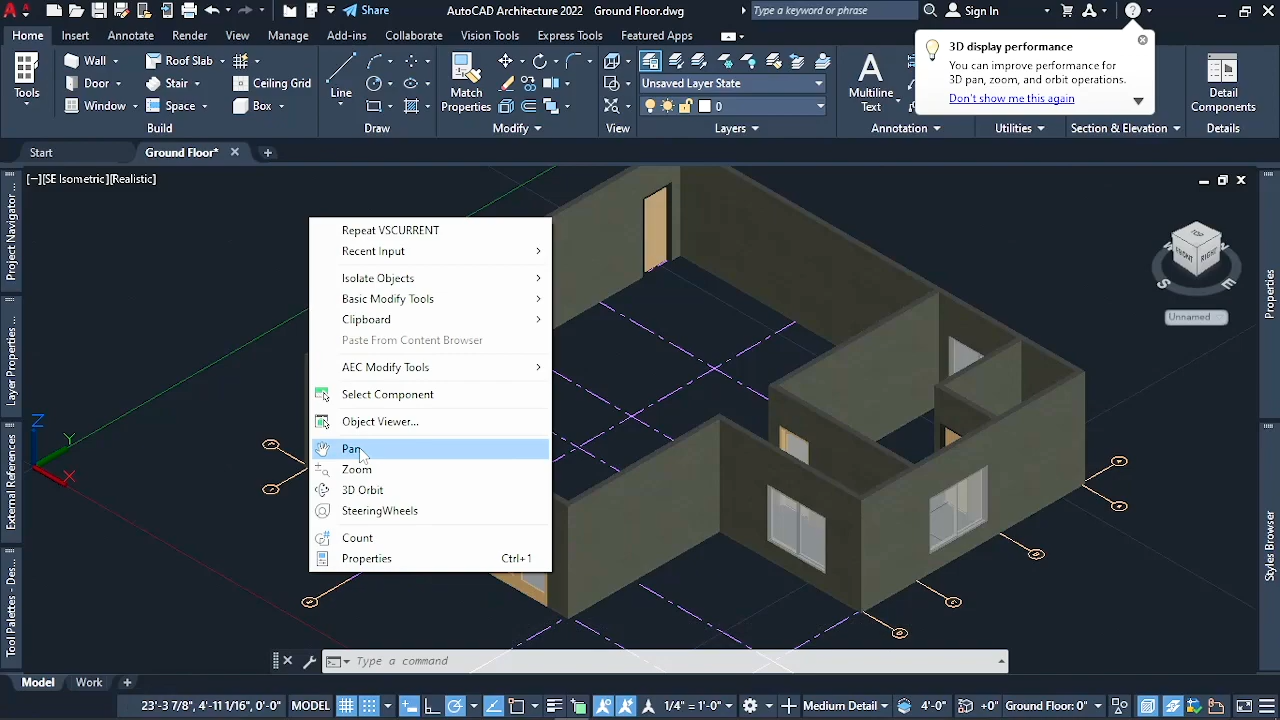 Share
AutoCAD Architecture 2022 Ground Floor.dwg
Type a keyword or phrase
Sign In
Home Insert Annotate Render View Manage Add-ins Collaborate Vision Tools Express Tools Featured Apps
Tools
Wall
Door
Window
Roof Slab
Stair
Space
Ceiling Grid
Box
Line
Match
Properties
Unsaved Layer State
0
Multiline
Text
Detail
Components
Build Draw Modify View Layers Annotation Utilities Section & Elevation Details
3D display performance
You can improve performance for
3D pan, zoom, and orbit operations.
Don't show me this again
Start
Ground Floor*
[−][SE Isometric][Realistic]
Project Navigator ...
Layer Properties ...
External References
Tool Palettes - Des...
Repeat VSCURRENT
Recent Input
Isolate Objects
Basic Modify Tools
Clipboard
Paste From Content Browser
AEC Modify Tools
Select Component
Object Viewer...
Pan
Zoom
3D Orbit
SteeringWheels
Count
Properties Ctrl+1
TOP
FRONT
RIGHT
N
S
E
Unnamed
Properties
Styles Browser
Z
Y
X
Type a command
Model Work
23'-3 7/8", 4'-11 1/16", 0'-0" MODEL 1/4" = 1'-0" Medium Detail 4'-0" +0" Ground Floor: 0"